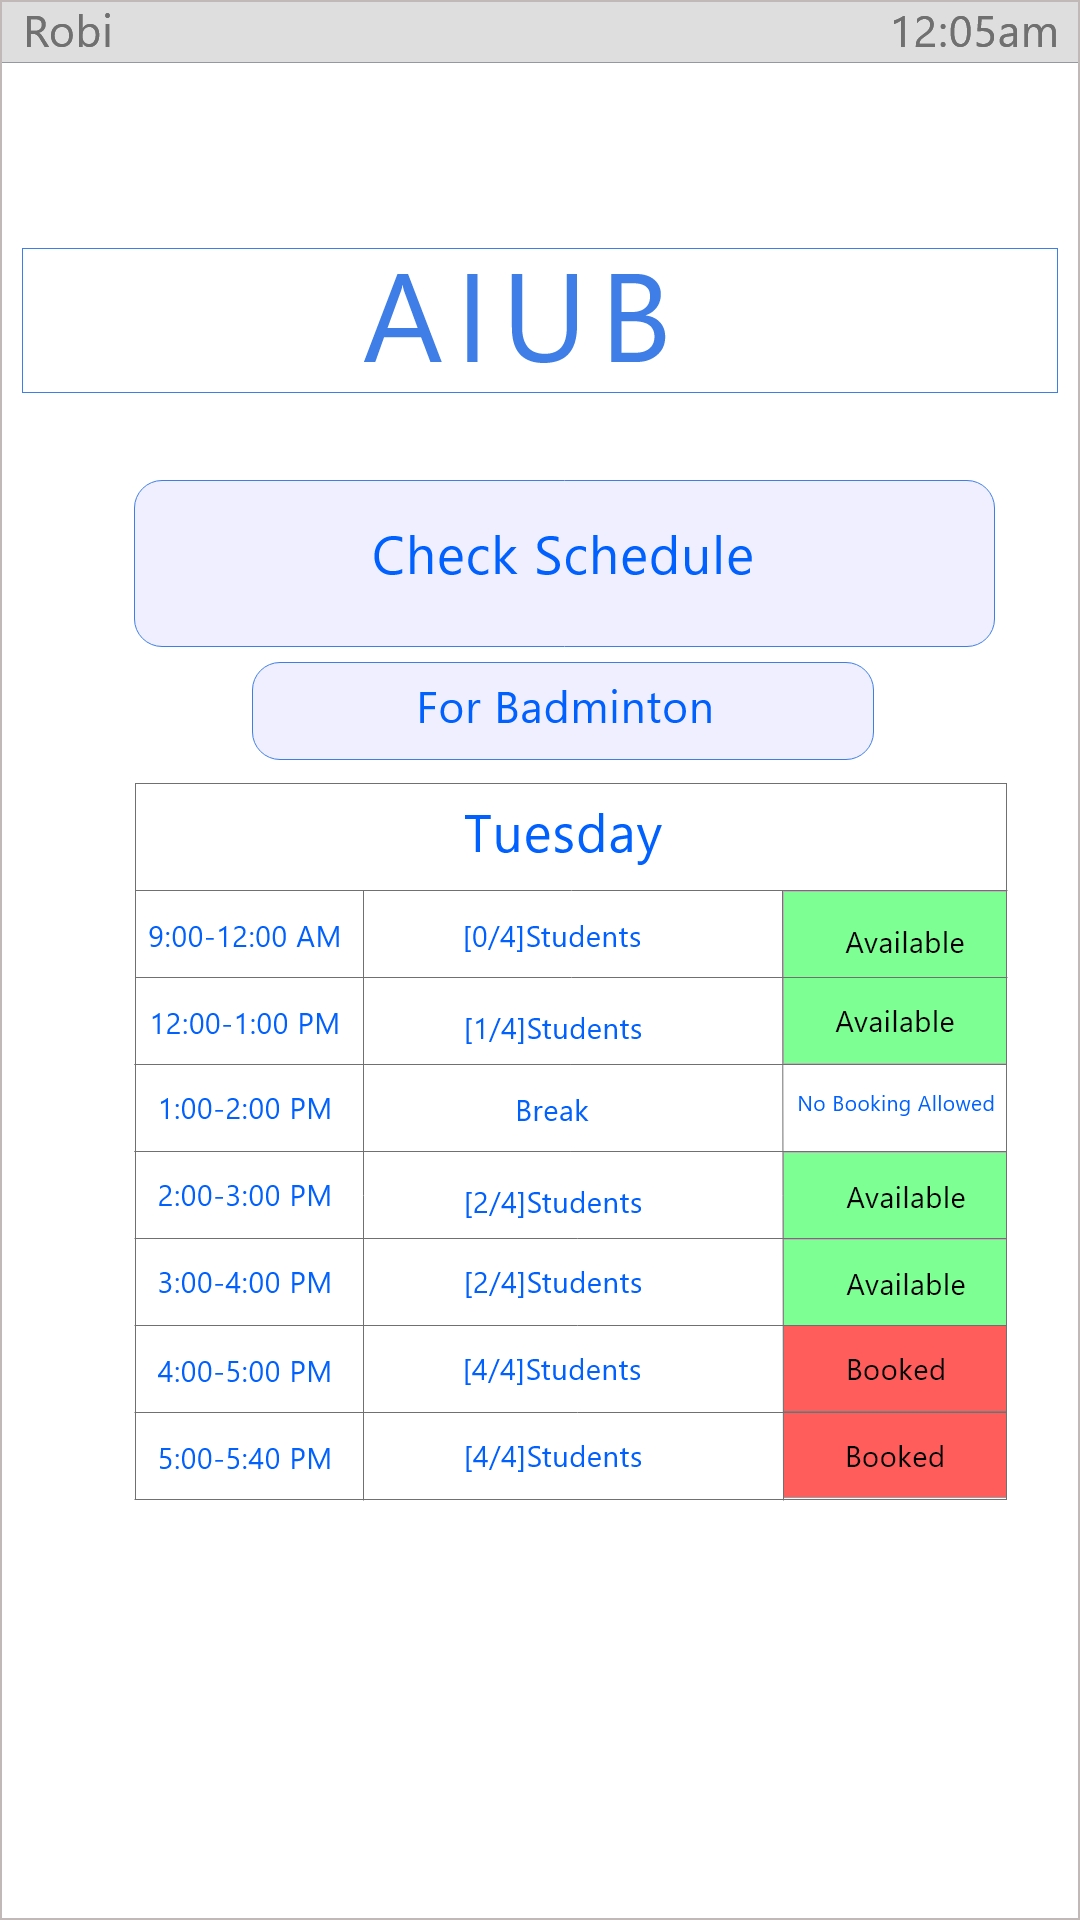 Robi 12:05am
AIUB
Check Schedule
For Badminton
Tuesday
9:00-12:00 AM [0/4]Students Available
12:00-1:00 PM [1/4]Students Available
1:00-2:00 PM Break No Booking Allowed
2:00-3:00 PM [2/4]Students Available
3:00-4:00 PM [2/4]Students Available
4:00-5:00 PM [4/4]Students Booked
5:00-5:40 PM [4/4]Students Booked